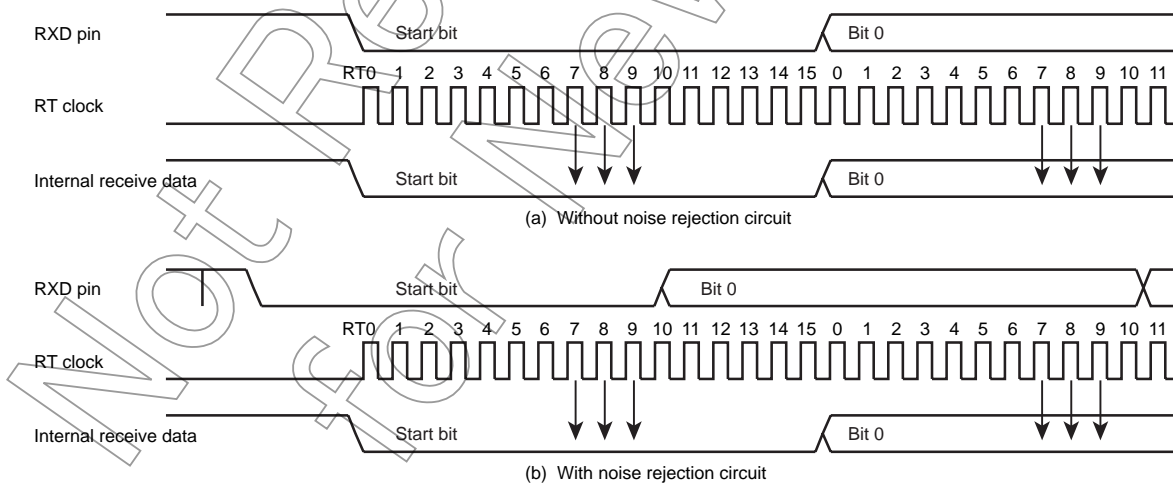 RXD pin Start bit Bit 0
RT0 1 2 3 4 5 6 7 8 9 10 11 12 13 14 15 0 1 2 3 4 5 6 7 8 9 10 11
RT clock
Internal receive data Start bit Bit 0
(a) Without noise rejection circuit
RXD pin Start bit Bit 0
RT0 1 2 3 4 5 6 7 8 9 10 11 12 13 14 15 0 1 2 3 4 5 6 7 8 9 10 11
RT clock
Internal receive data Start bit Bit 0
(b) With noise rejection circuit
Not Re
for New